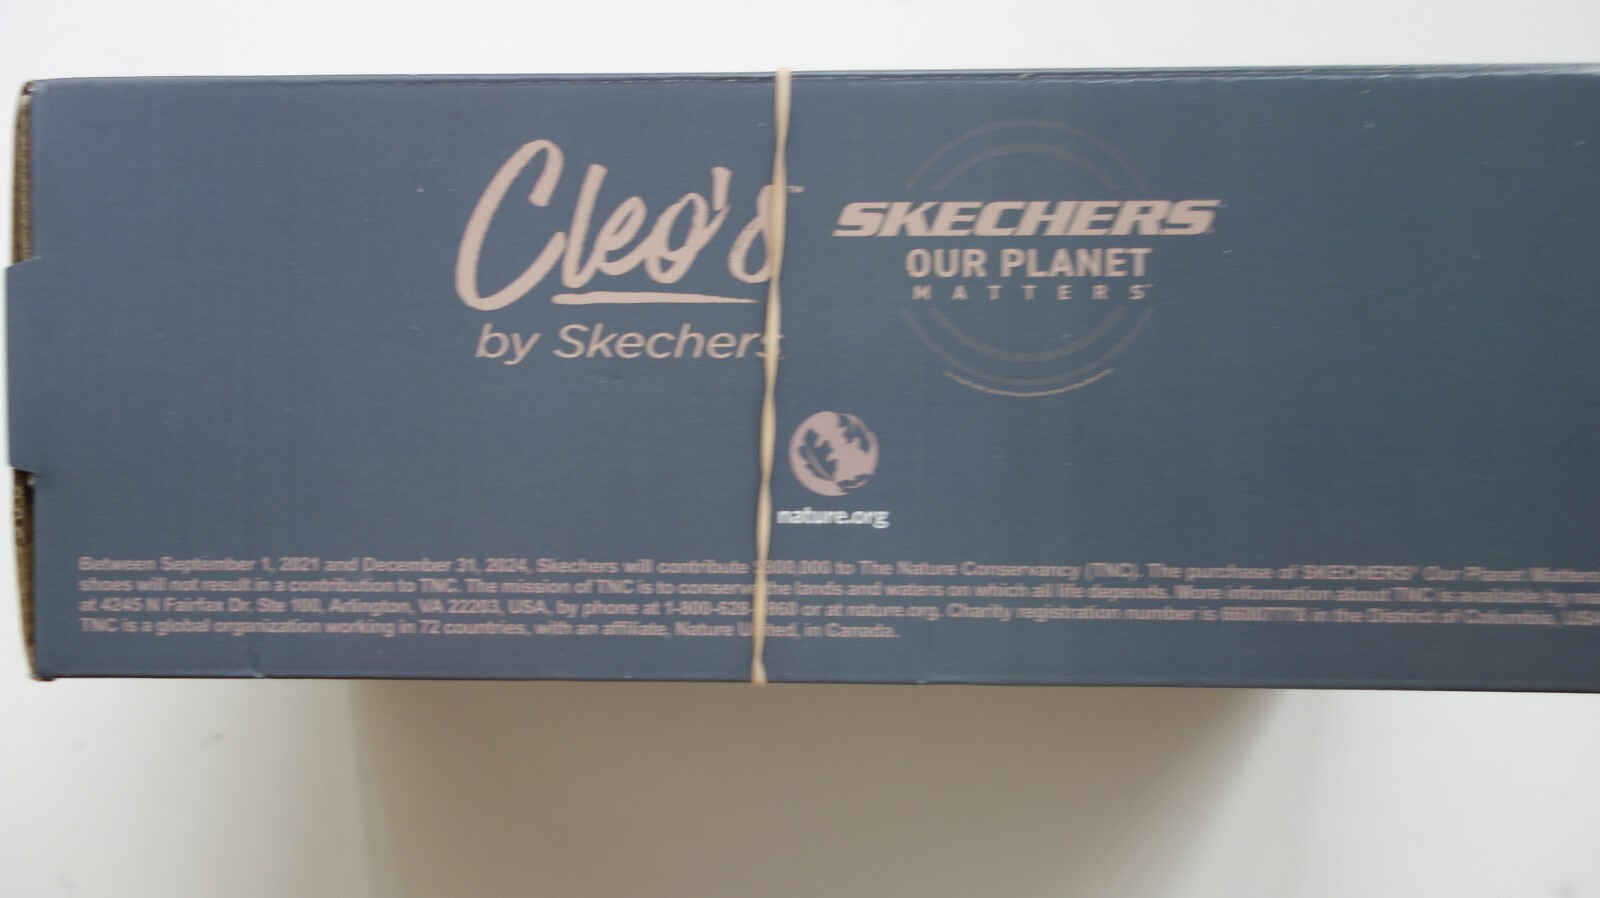 Cleo's™
by Skechers
SKECHERS
OUR PLANET
MATTERS
nature.org
Between September 1, 2021 and December 31, 2024, Skechers will contribute to The Nature Conservancy (TNC). The purchase of SKECHERS® Our Planet Matters
shoes will not result in a contribution to TNC. The mission of TNC is to conserve the lands and waters on which all life depends. More information about TNC is available by
at 4245 N Fairfax Dr. Ste 100, Arlington, VA 22203, USA, by phone at 1-800-628- or at nature.org. Charity registration number is in the District of Columbia, USA
TNC is a global organization working in 72 countries, with an affiliate, Nature United, in Canada.